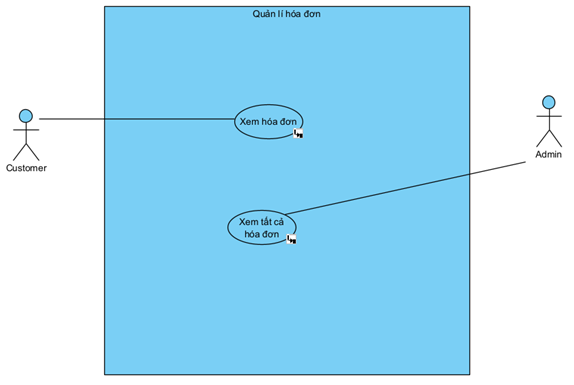 Quản lí hóa đơn
Xem hóa đơn
Customer
Admin
Xem tất cả
hóa đơn